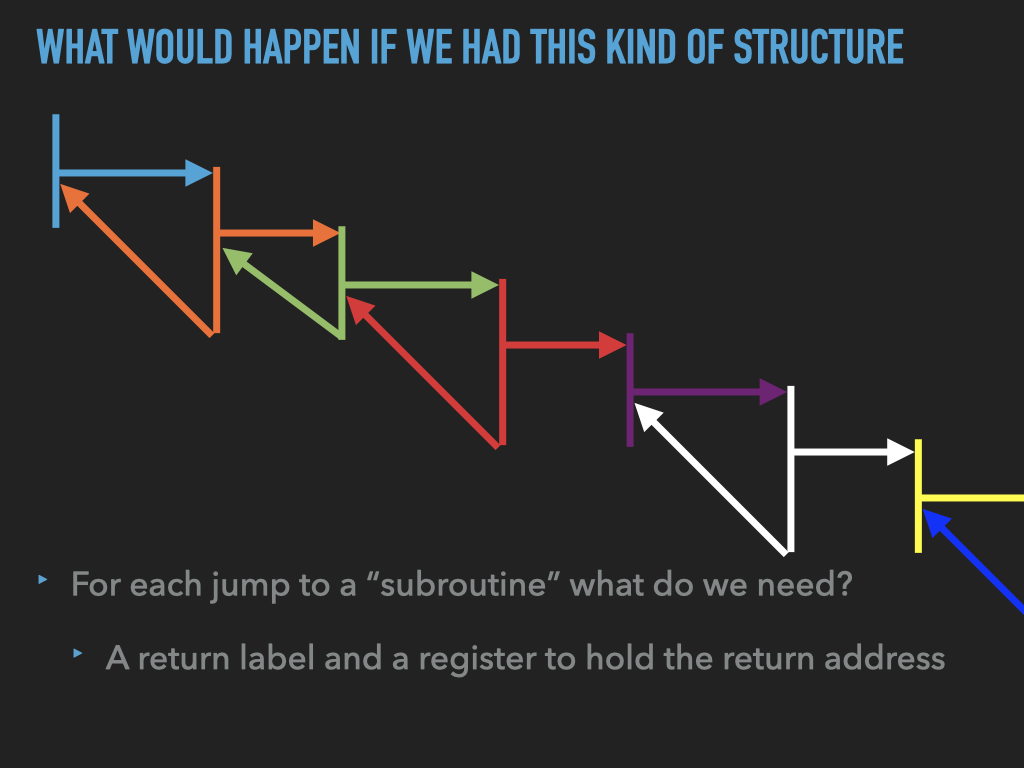 WHAT WOULD HAPPEN IF WE HAD THIS KIND OF STRUCTURE
For each jump to a “subroutine” what do we need?
A return label and a register to hold the return address